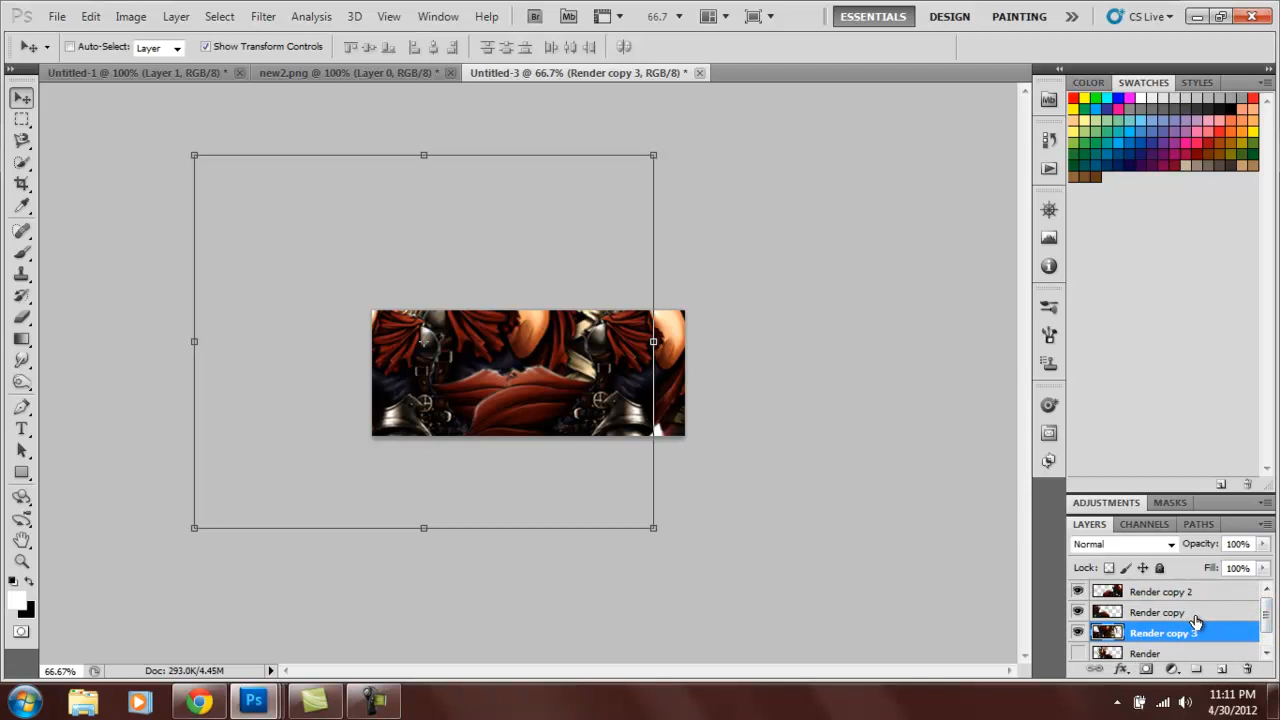 Ps File Edit Image Layer Select Filter Analysis 3D View Window Help Br Mb 66.7 ESSENTIALS DESIGN PAINTING CS Live
Auto-Select: Layer Show Transform Controls
Untitled-1 @ 100% (Layer 1, RGB/8) * new2.png @ 100% (Layer 0, RGB/8) * Untitled-3 @ 66.7% (Render copy 3, RGB/8) *
COLOR SWATCHES STYLES
Mb
T
ADJUSTMENTS MASKS
LAYERS CHANNELS PATHS
Normal Opacity: 100%
Lock: Fill: 100%
Render copy 2
Render copy
Render copy 3
Render
66.67% Doc: 293.0K/4.45M
fx
Ps
11:11 PM
4/30/2012